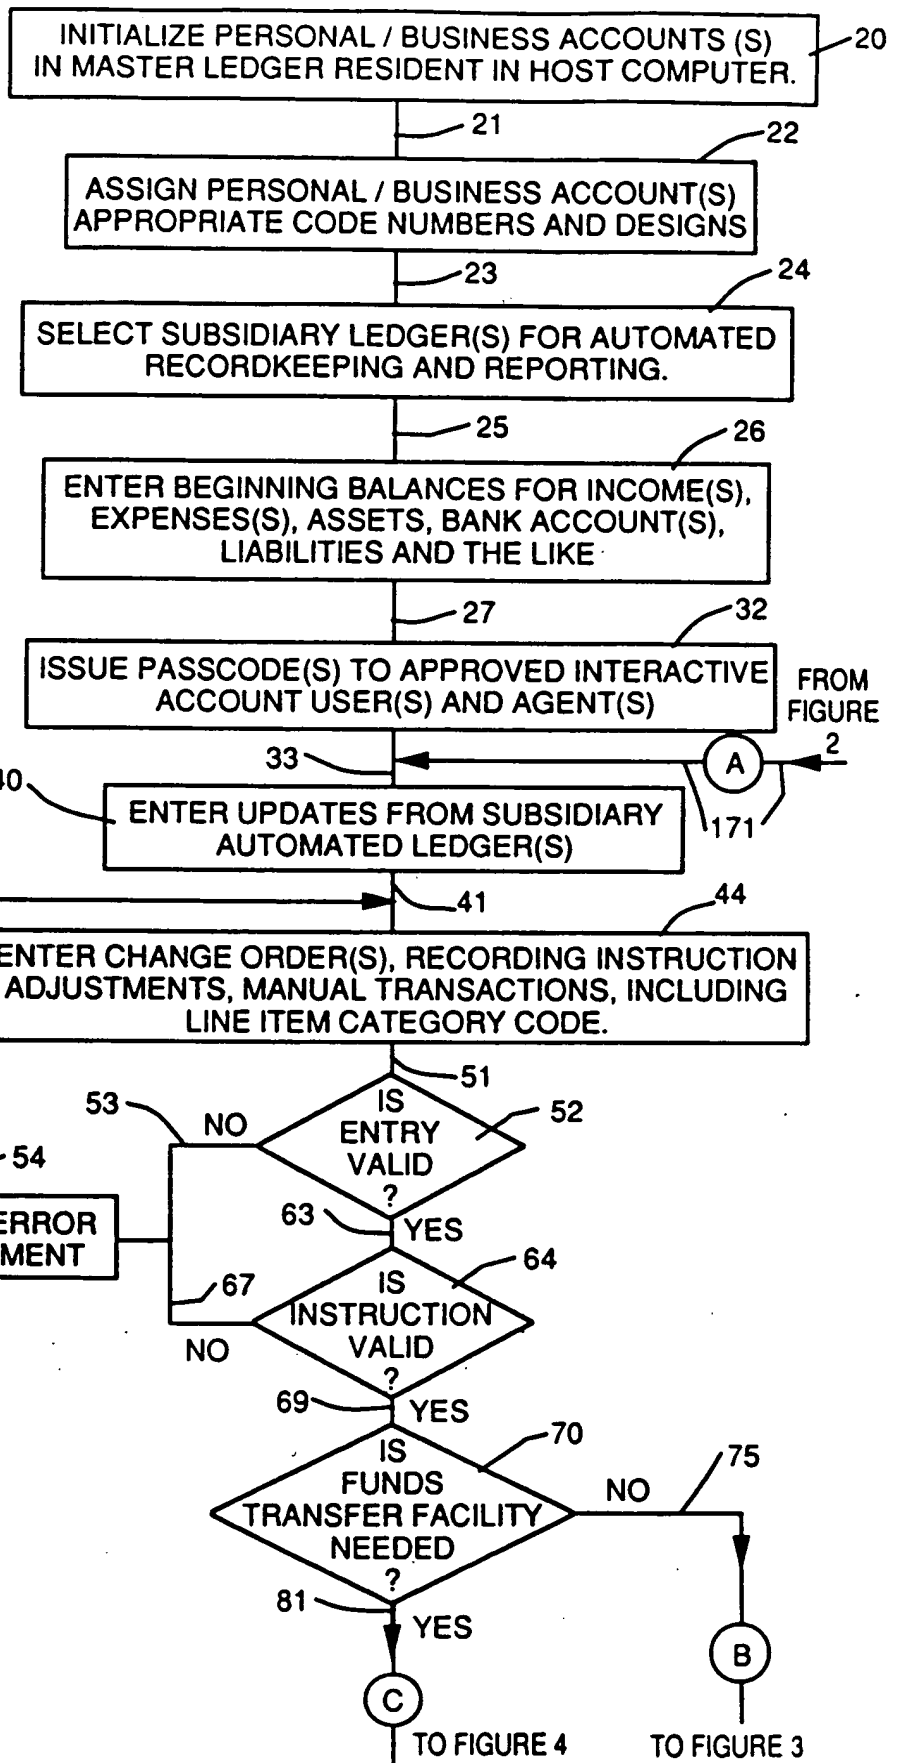 INITIALIZE PERSONAL / BUSINESS ACCOUNTS (S)
IN MASTER LEDGER RESIDENT IN HOST COMPUTER.
20
21
22
ASSIGN PERSONAL / BUSINESS ACCOUNT(S)
APPROPRIATE CODE NUMBERS AND DESIGNS
23
24
SELECT SUBSIDIARY LEDGER(S) FOR AUTOMATED
RECORDKEEPING AND REPORTING.
25
26
ENTER BEGINNING BALANCES FOR INCOME(S),
EXPENSES(S), ASSETS, BANK ACCOUNT(S),
LIABILITIES AND THE LIKE
27
32
ISSUE PASSCODE(S) TO APPROVED INTERACTIVE
ACCOUNT USER(S) AND AGENT(S)
FROM
FIGURE
2
33
A
171
40
ENTER UPDATES FROM SUBSIDIARY
AUTOMATED LEDGER(S)
41
44
ENTER CHANGE ORDER(S), RECORDING INSTRUCTION
ADJUSTMENTS, MANUAL TRANSACTIONS, INCLUDING
LINE ITEM CATEGORY CODE.
51
53
NO
IS
ENTRY
VALID
?
52
54
ERROR
MENT
63
YES
64
67
NO
IS
INSTRUCTION
VALID
?
69
YES
70
IS
FUNDS
TRANSFER FACILITY
NEEDED
?
NO
75
81
YES
B
C
TO FIGURE 4
TO FIGURE 3